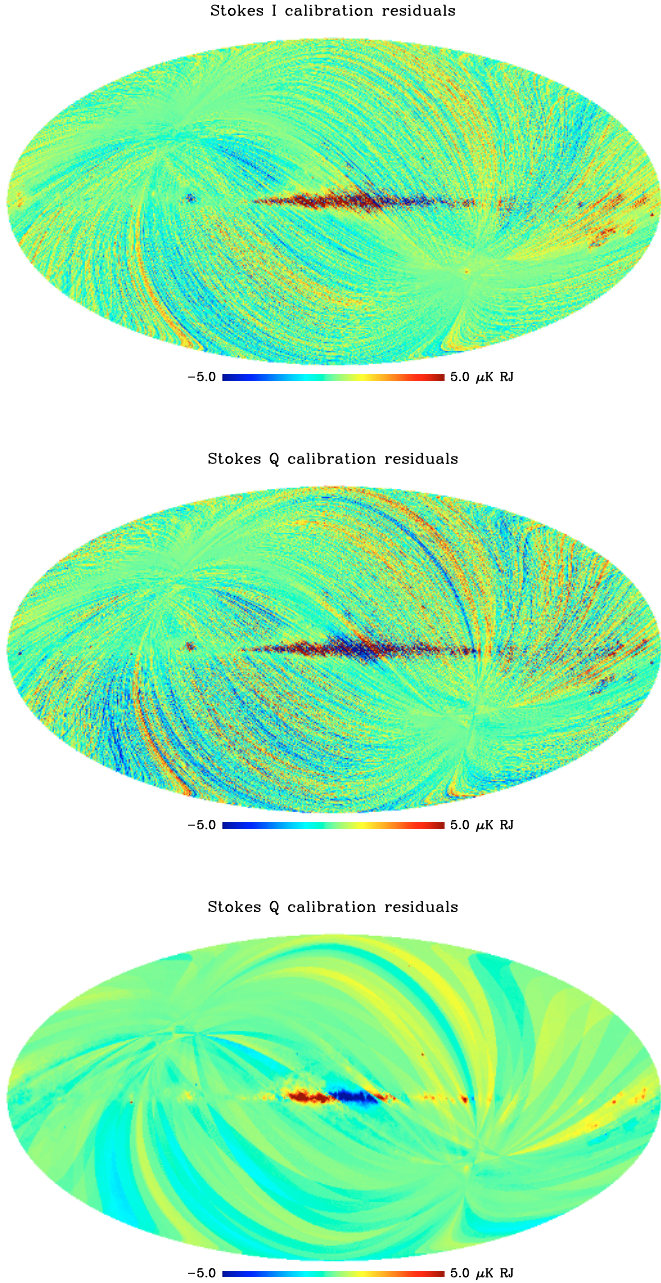 Stokes I calibration residuals
−5.0 5.0 μK RJ
Stokes Q calibration residuals
−5.0 5.0 μK RJ
Stokes Q calibration residuals
−5.0 5.0 μK RJ